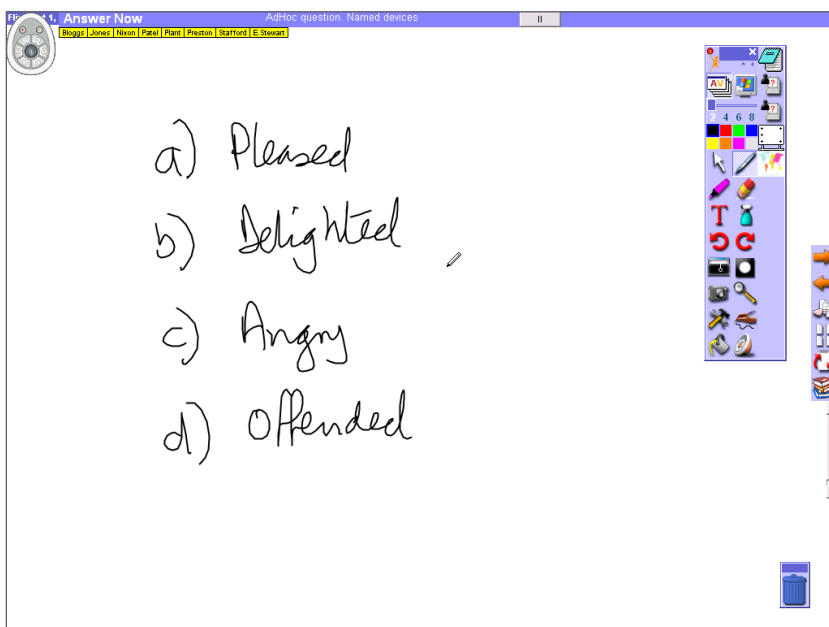 Answer Now AdHoc question. Named devices
Bloggs Jones Nixon Patel Plant Preston Stafford E.Stewart
AV
2 4 6 8
T
a) Pleased
b) Delighted
c) Angry
d) Offended